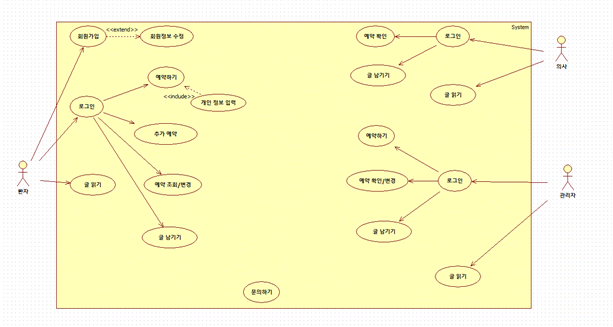 System
회원가입
<<extend>>
회원정보 수정
예약 확인
로그인
의사
예약하기
글 남기기
<<include>>
개인 정보 입력
글 읽기
로그인
추가 예약
예약하기
환자
글 읽기
예약 조회/변경
예약 확인/변경
로그인
관리자
글 남기기
글 남기기
글 읽기
문의하기